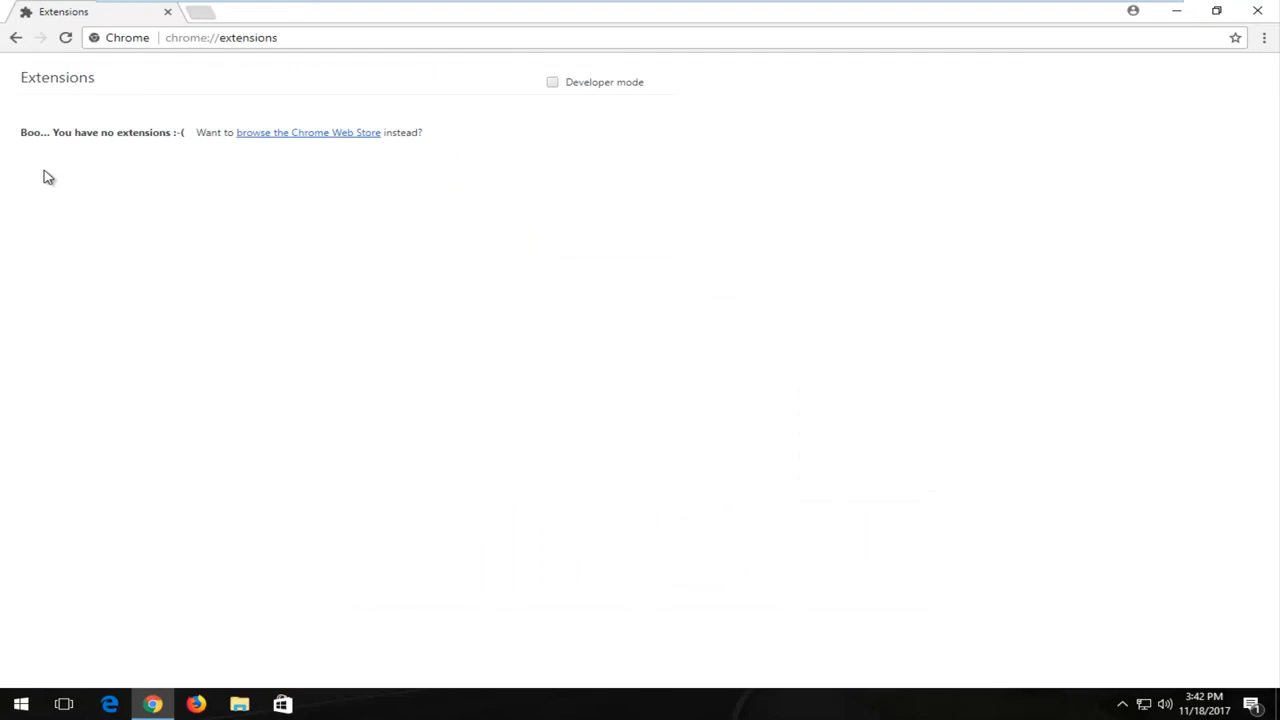 Extensions
Chrome chrome://extensions
Extensions
Developer mode
Boo... You have no extensions :-( Want to browse the Chrome Web Store instead?
3:42 PM
11/18/2017
1